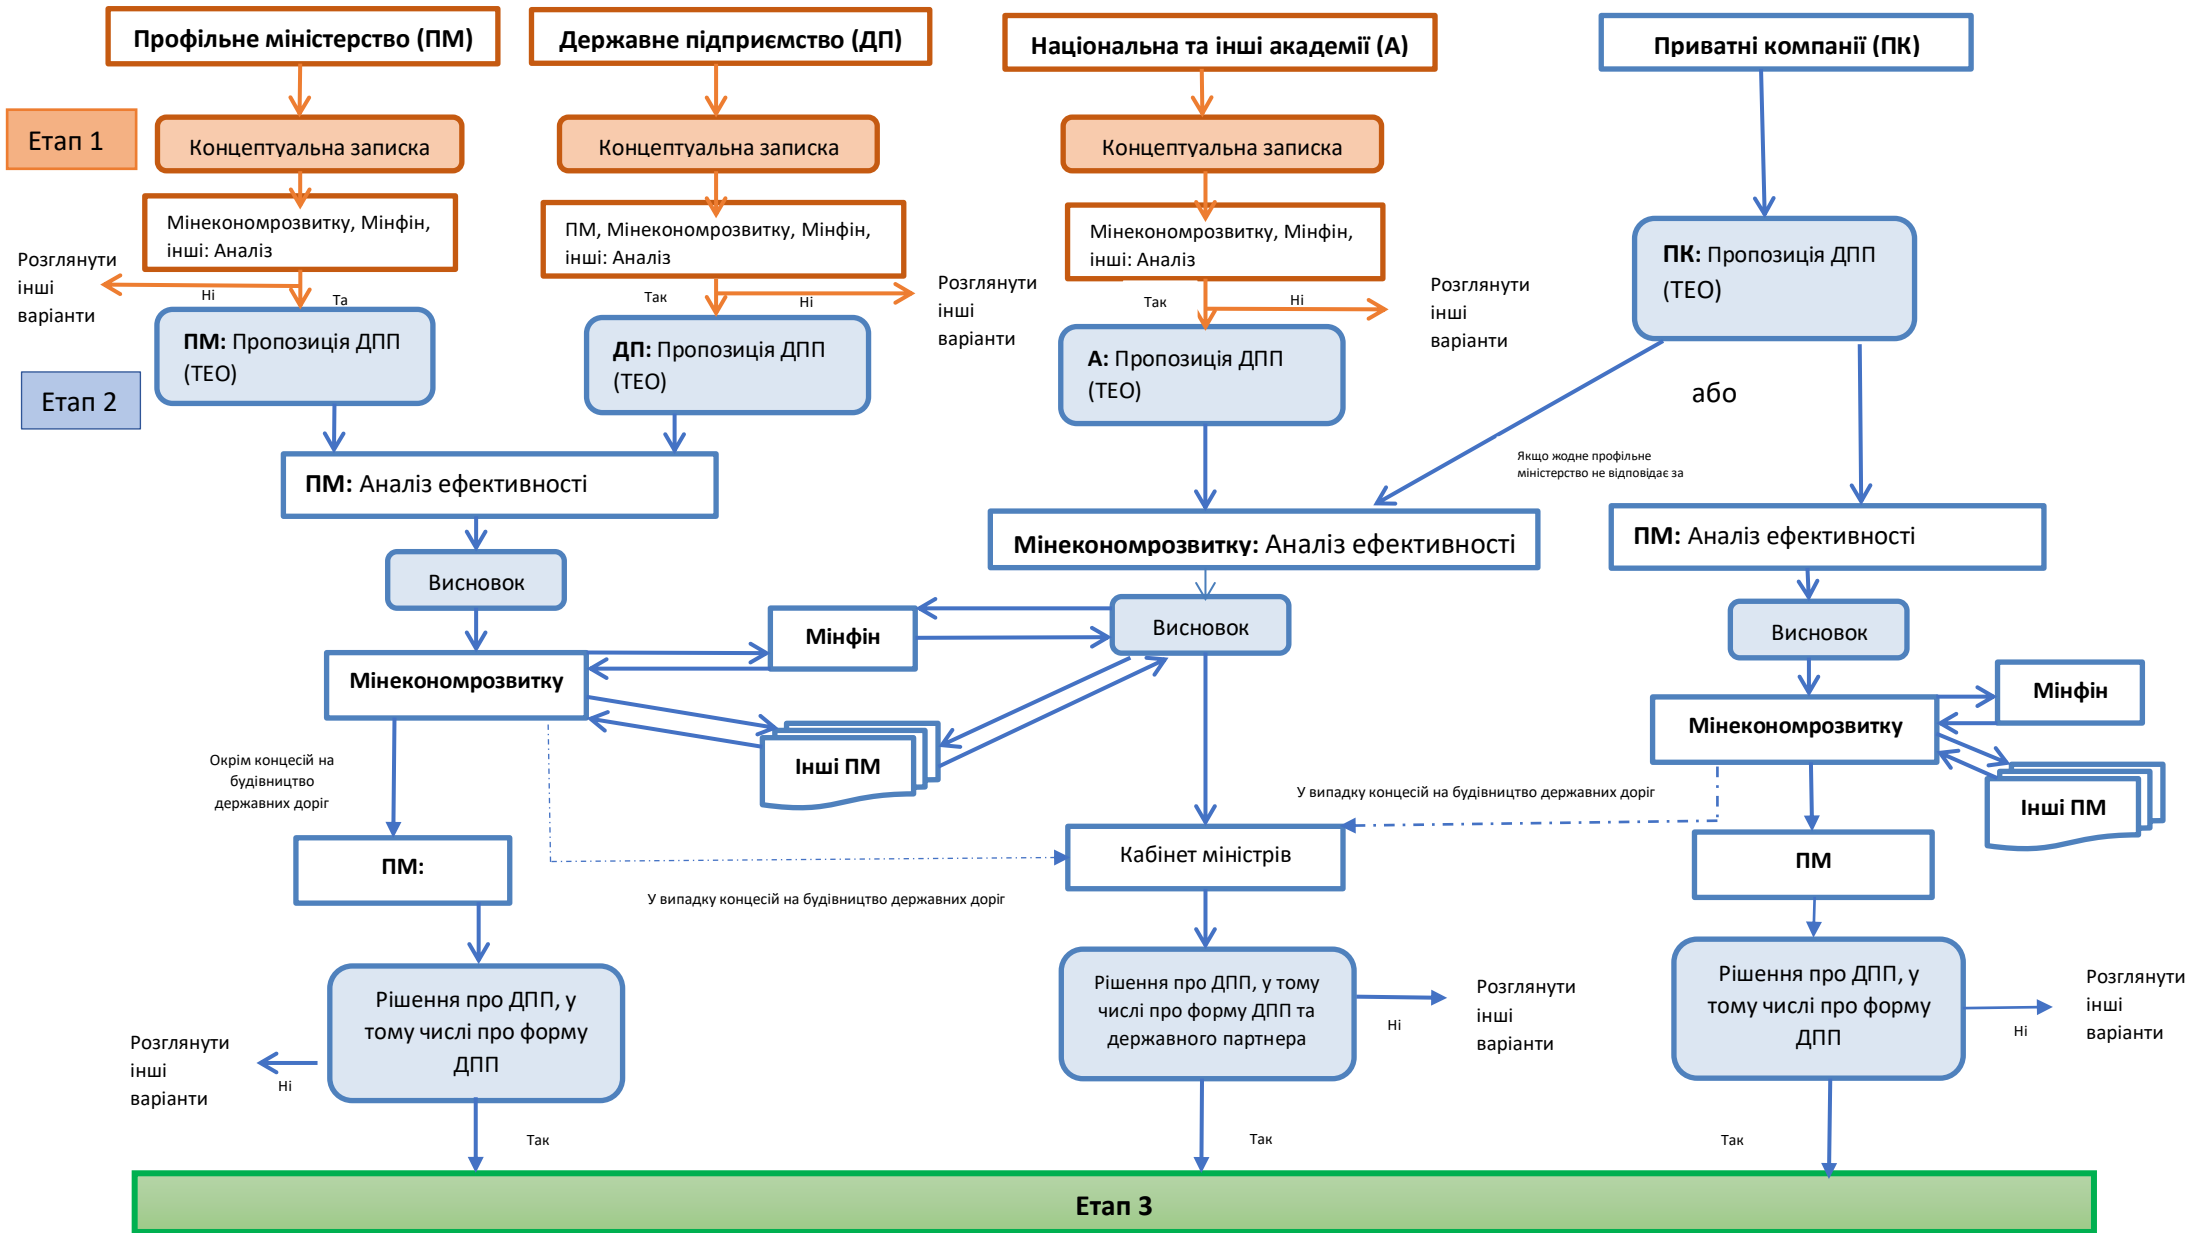 Профільне міністерство (ПМ)
Державне підприємство (ДП)
Національна та інші академії (А)
Приватні компанії (ПК)
Етап 1
Концептуальна записка
Концептуальна записка
Концептуальна записка
Мінекономрозвитку, Мінфін,
інші: Аналіз
ПМ, Мінекономрозвитку, Мінфін,
інші: Аналіз
Мінекономрозвитку, Мінфін,
інші: Аналіз
ПК: Пропозиція ДПП
(ТЕО)
Розглянути
інші
варіанти
Ні
Та
Так
Ні
Розглянути
інші
варіанти
Так
Ні
Розглянути
інші
варіанти
ПМ: Пропозиція ДПП
(ТЕО)
ДП: Пропозиція ДПП
(ТЕО)
А: Пропозиція ДПП
(ТЕО)
Етап 2
або
Якщо жодне профільне
міністерство не відповідає за
ПМ: Аналіз ефективності
Мінекономрозвитку: Аналіз ефективності
ПМ: Аналіз ефективності
Висновок
Висновок
Висновок
Мінфін
Мінекономрозвитку
Інші ПМ
Мінфін
Мінекономрозвитку
Інші ПМ
Окрім концесій на
будівництво
державних доріг
У випадку концесій на будівництво державних доріг
У випадку концесій на будівництво державних доріг
ПМ:
Кабінет міністрів
ПМ
Рішення про ДПП, у
тому числі про форму
ДПП
Рішення про ДПП, у тому
числі про форму ДПП та
державного партнера
Рішення про ДПП, у
тому числі про форму
ДПП
Розглянути
інші
варіанти
Ні
Ні
Розглянути
інші
варіанти
Ні
Розглянути
інші
варіанти
Так
Так
Так
Етап 3